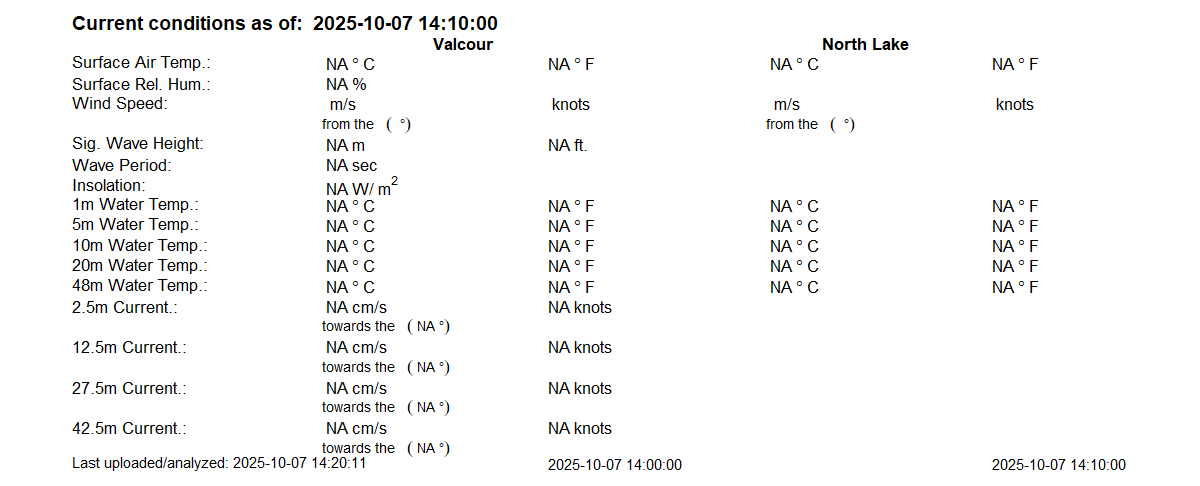 Current conditions as of: 2025-10-07 14:10:00
Valcour North Lake
Surface Air Temp.: NA ° C NA ° F NA ° C NA ° F
Surface Rel. Hum.: NA %
Wind Speed: m/s knots m/s knots
from the ( °) from the ( °)
Sig. Wave Height: NA m NA ft.
Wave Period: NA sec
Insolation: NA W/ m2
1m Water Temp.: NA ° C NA ° F NA ° C NA ° F
5m Water Temp.: NA ° C NA ° F NA ° C NA ° F
10m Water Temp.: NA ° C NA ° F NA ° C NA ° F
20m Water Temp.: NA ° C NA ° F NA ° C NA ° F
48m Water Temp.: NA ° C NA ° F NA ° C NA ° F
2.5m Current.: NA cm/s NA knots
towards the ( NA °)
12.5m Current.: NA cm/s NA knots
towards the ( NA °)
27.5m Current.: NA cm/s NA knots
towards the ( NA °)
42.5m Current.: NA cm/s NA knots
towards the ( NA °)
Last uploaded/analyzed: 2025-10-07 14:20:11 2025-10-07 14:00:00 2025-10-07 14:10:00